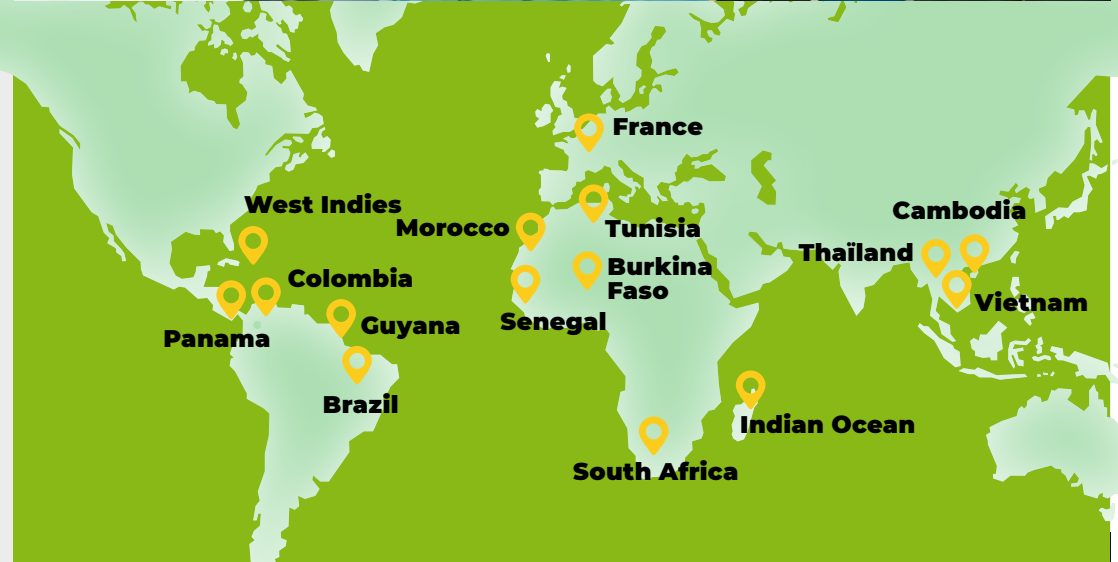 France
West Indies
Cambodia
Morocco
Tunisia
Thaïland
Burkina
Faso
Colombia
Vietnam
Senegal
Guyana
Panama
Brazil
Indian Ocean
South Africa